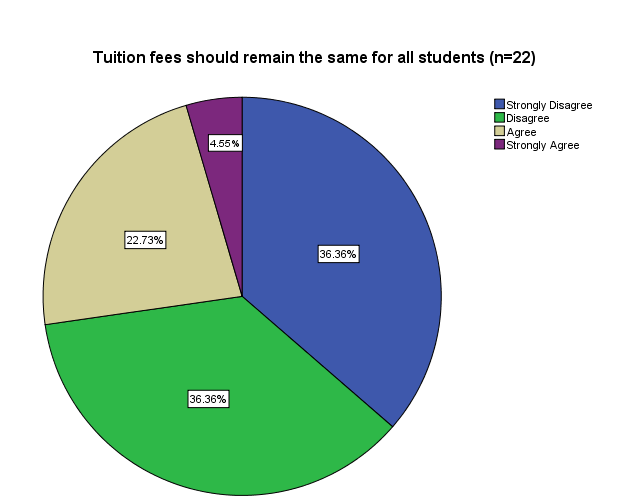 Tuition fees should remain the same for all students (n=22)
Strongly Disagree
Disagree
Agree
Strongly Agree
4.55%
22.73%
36.36%
36.36%